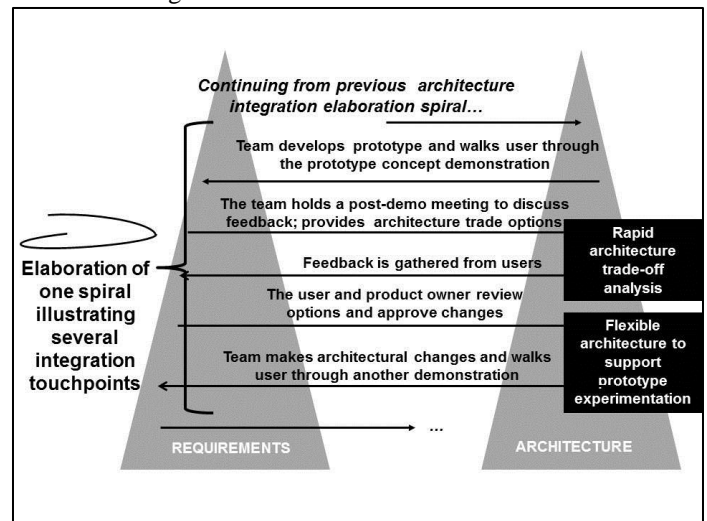 Continuing from previous architecture
integration elaboration spiral…
Team develops prototype and walks user through
the prototype concept demonstration
The team holds a post-demo meeting to discuss
feedback; provides architecture trade options
Rapid
architecture
trade-off
analysis
Feedback is gathered from users
Elaboration of
one spiral
illustrating
several
integration
touchpoints
The user and product owner review
options and approve changes
Flexible
architecture to
support
prototype
experimentation
Team makes architectural changes and walks
user through another demonstration
...
REQUIREMENTS
ARCHITECTURE